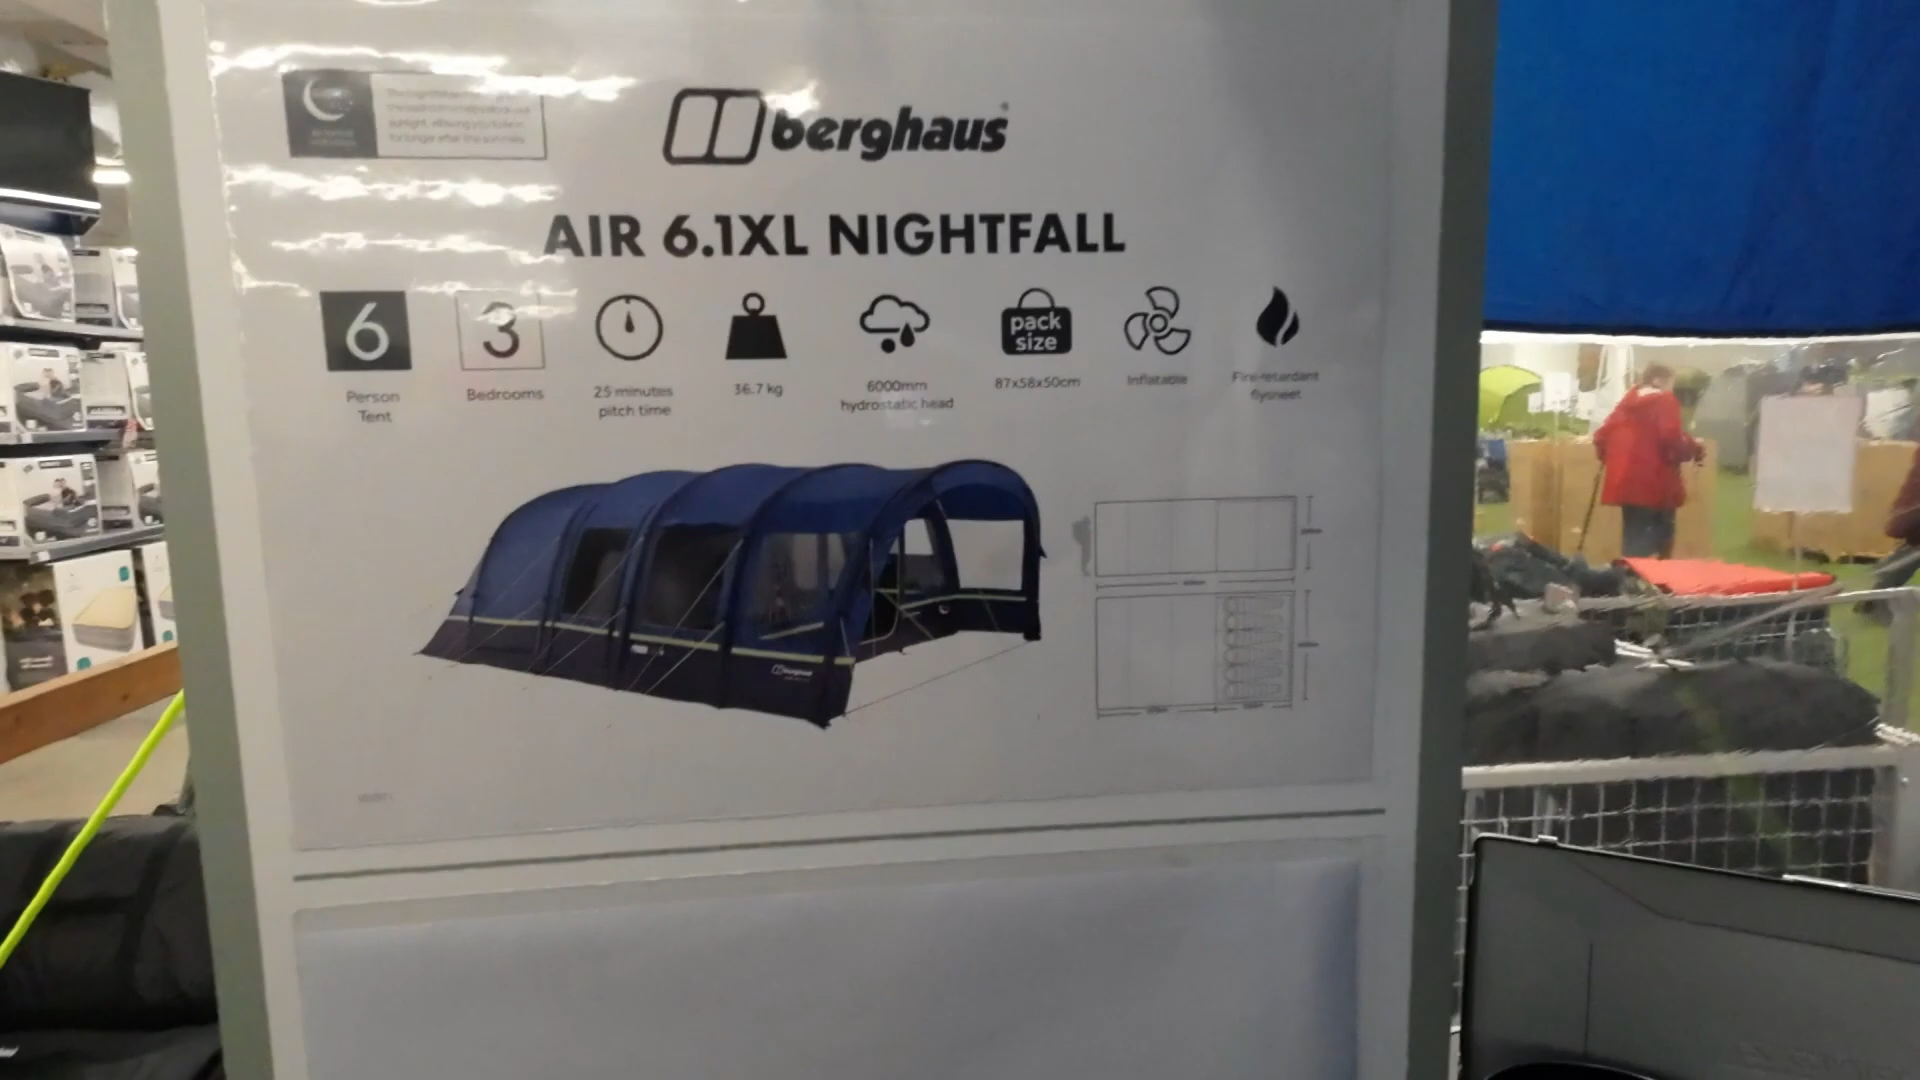 berghaus
AIR 6.1XL NIGHTFALL
6
3
pack
size
Person
Tent
Bedrooms
25 minutes
pitch time
36.7 kg
6000mm
hydrostatic head
87x58x50cm
Inflatable
Fire-retardant
flysheet
berghaus